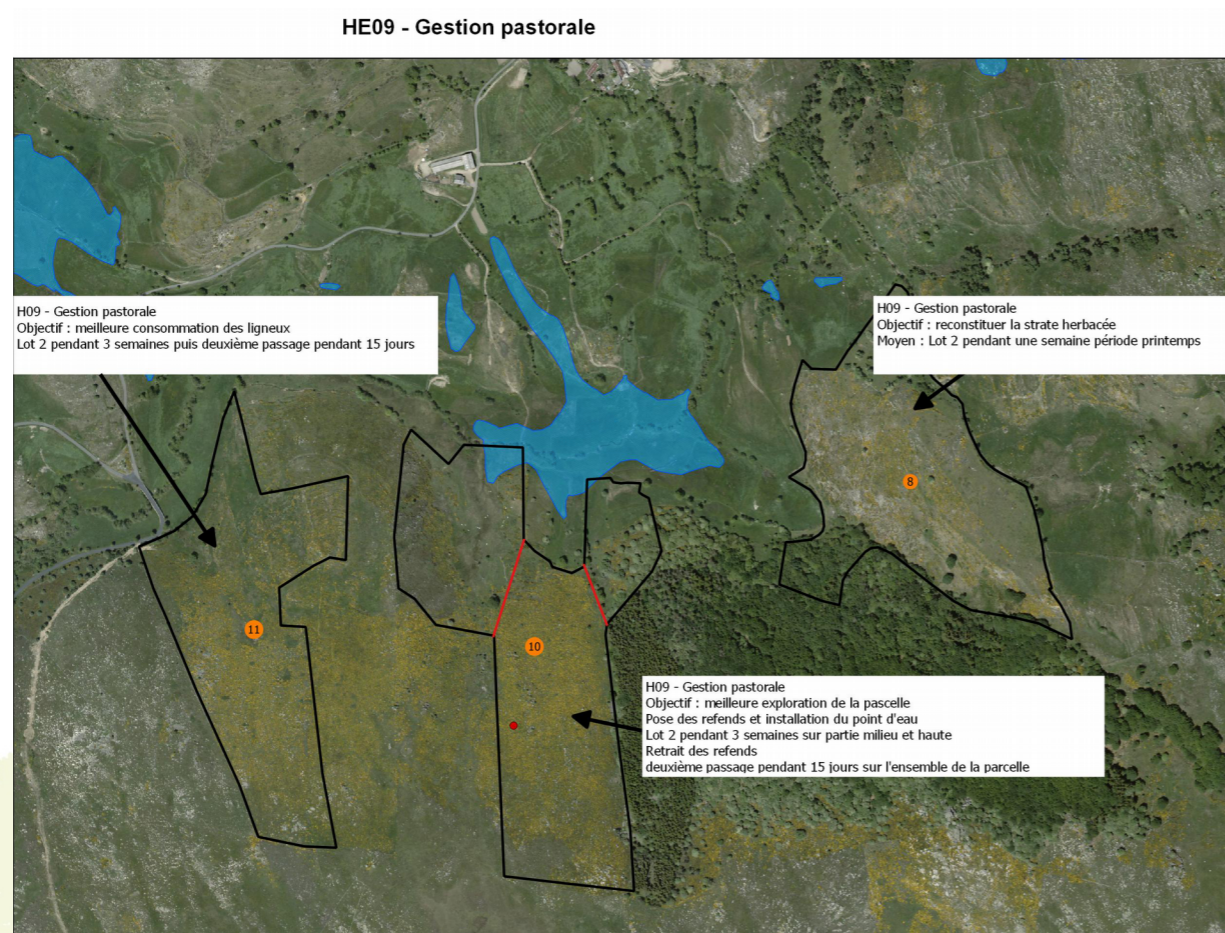 HE09 - Gestion pastorale
H09 - Gestion pastorale
Objectif : meilleure consommation des ligneux
Lot 2 pendant 3 semaines puis deuxième passage pendant 15 jours
H09 - Gestion pastorale
Objectif : reconstituer la strate herbacée
Moyen : Lot 2 pendant une semaine période printemps
8
11
10
H09 - Gestion pastorale
Objectif : meilleure exploration de la pascelle
Pose des refends et installation du point d'eau
Lot 2 pendant 3 semaines sur partie milieu et haute
Retrait des refends
deuxième passage pendant 15 jours sur l'ensemble de la parcelle